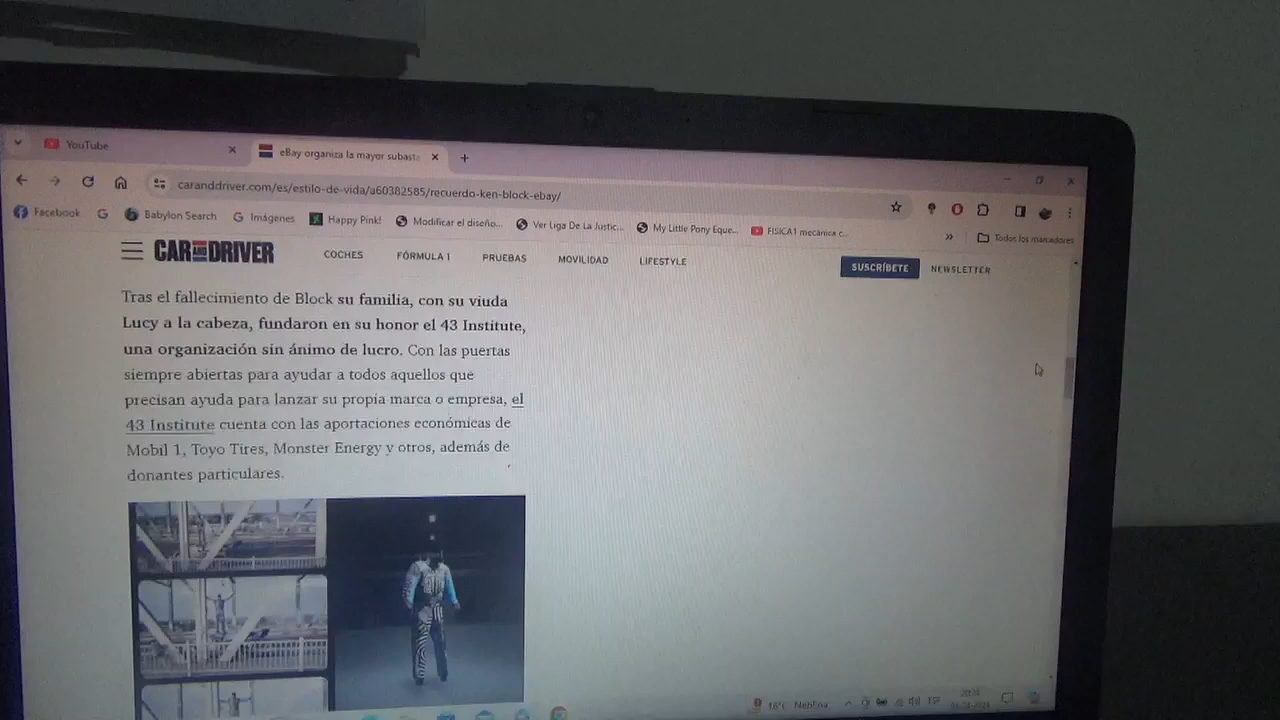 YouTube
eBay organiza la mayor subasta
caranddriver.com/es/estilo-de-vida/a60382585/recuerdo-ken-block-ebay/
Facebook
Babylon Search
Imágenes
Happy Pink!
Modificar el diseño...
Ver Liga De La Justic...
My Little Pony Eque...
FISICA1 mecánica c...
Todos los marcadores
CAR AND DRIVER
COCHES
FÓRMULA 1
PRUEBAS
MOVILIDAD
LIFESTYLE
SUSCRÍBETE
NEWSLETTER
Tras el fallecimiento de Block su familia, con su viuda
Lucy a la cabeza, fundaron en su honor el 43 Institute,
una organización sin ánimo de lucro. Con las puertas
siempre abiertas para ayudar a todos aquellos que
precisan ayuda para lanzar su propia marca o empresa, el
43 Institute cuenta con las aportaciones económicas de
Mobil 1, Toyo Tires, Monster Energy y otros, además de
donantes particulares.
16°C Neblina